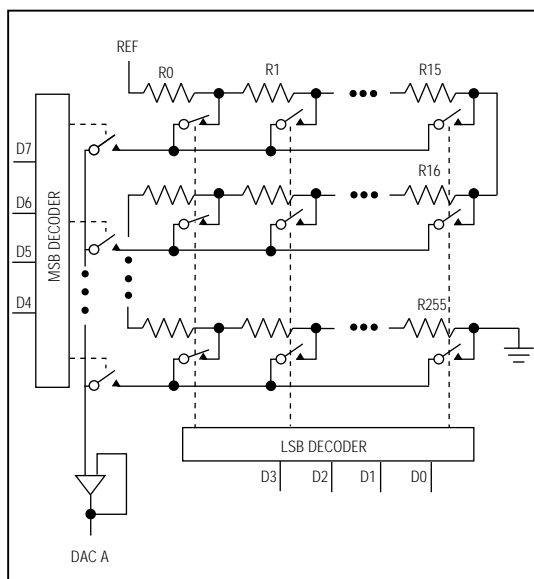 REF
R0
R1
R15
D7
R16
D6
MSB DECODER
D5
D4
R255
LSB DECODER
D3
D2
D1
D0
DAC A